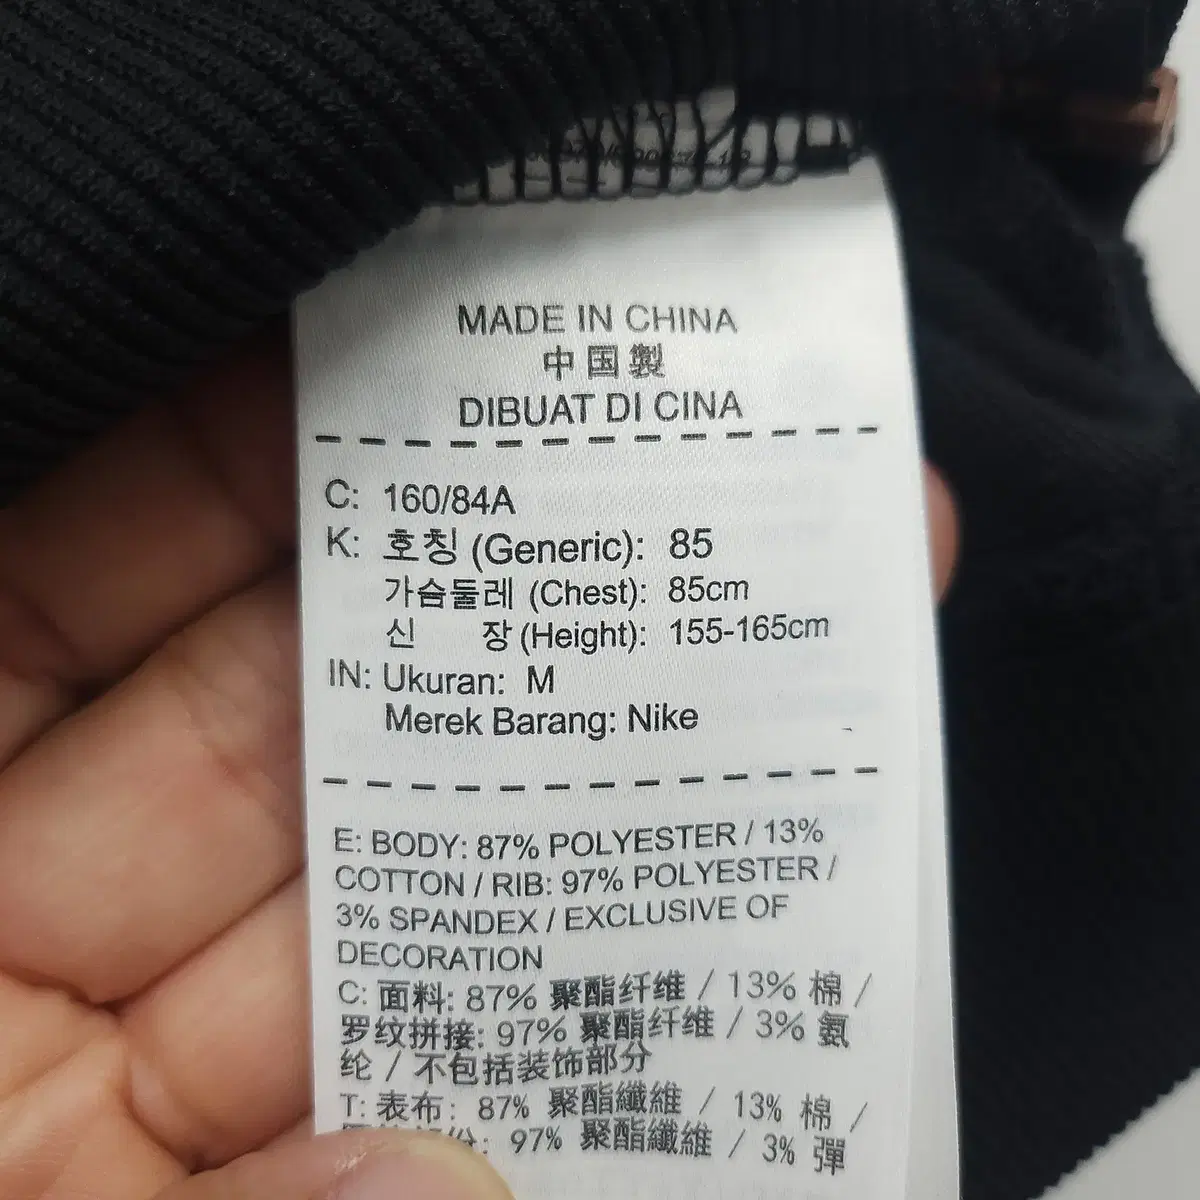 MADE IN CHINA
中国製
DIBUAT DI CINA
C: 160/84A
K: 호칭 (Generic): 85
가슴둘레 (Chest): 85cm
신 장 (Height): 155-165cm
IN: Ukuran: M
Merek Barang: Nike
E: BODY: 87% POLYESTER / 13%
COTTON / RIB: 97% POLYESTER /
3% SPANDEX / EXCLUSIVE OF
DECORATION
C: 面料: 87% 聚酯纤维 / 13% 棉 /
罗纹拼接: 97% 聚酯纤维 / 3% 氨
纶 / 不包括装饰部分
T: 表布: 87% 聚酯纖維 / 13% 棉 /
份: 97% 聚酯纖維 / 3% 彈